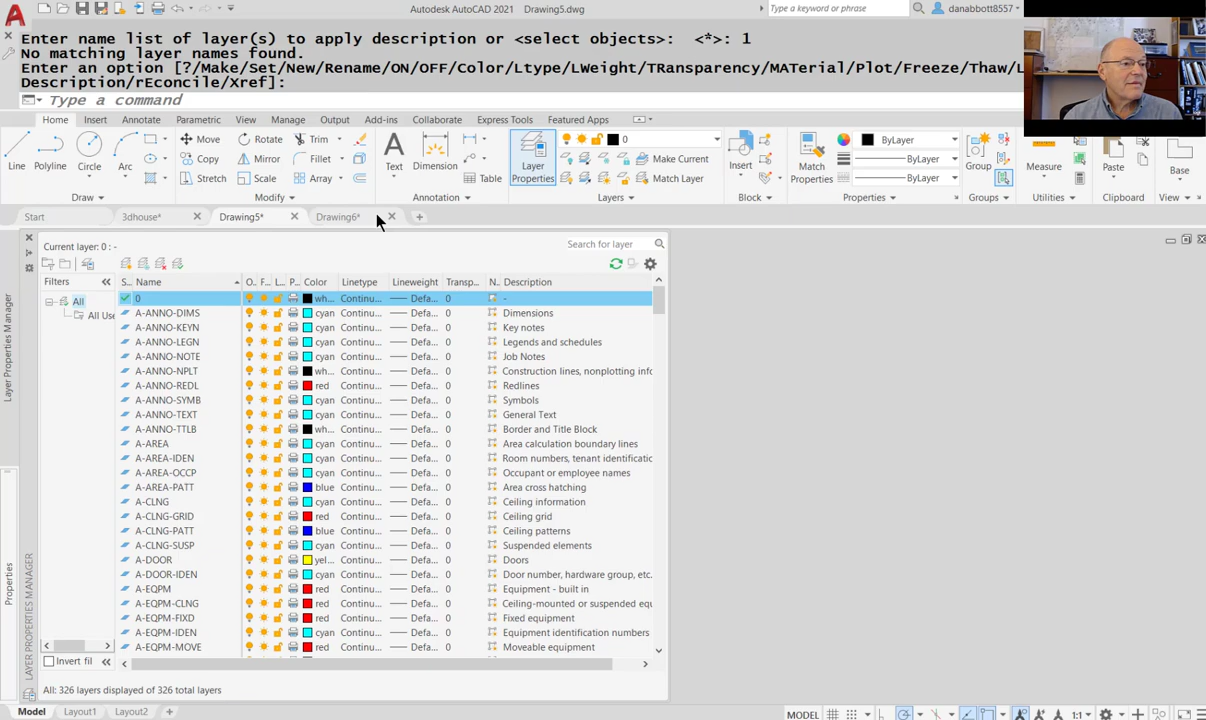 Autodesk AutoCAD 2021 Drawing5.dwg
Type a keyword or phrase
danabbott8557
Enter name list of layer(s) to apply description or <select objects>: <*>: 1
No matching layer names found.
Enter an option [?/Make/Set/New/Rename/ON/OFF/Color/Ltype/LWeight/TRansparency/MATerial/Plot/Freeze/Thaw/L
Description/rEconcile/Xref]:
Type a command
Home Insert Annotate Parametric View Manage Output Add-ins Collaborate Express Tools Featured Apps
Line Polyline Circle Arc
Move Rotate Trim
Copy Mirror Fillet
Stretch Scale Array
Text Dimension Table
Layer Properties
0
Make Current
Match Layer
Insert
Match Properties
ByLayer
ByLayer
ByLayer
Group Measure Paste Base
Draw Modify Annotation Layers Block Properties Groups Utilities Clipboard View
Start 3dhouse* Drawing5* Drawing6*
Current layer: 0 : -
Search for layer
Filters
All
All Use
S.. Name O.. F.. L.. P.. Color Linetype Lineweight Transp... N.. Description
0 wh... Continu... Defa... 0 -
A-ANNO-DIMS cyan Continu... Defa... 0 Dimensions
A-ANNO-KEYN cyan Continu... Defa... 0 Key notes
A-ANNO-LEGN cyan Continu... Defa... 0 Legends and schedules
A-ANNO-NOTE cyan Continu... Defa... 0 Job Notes
A-ANNO-NPLT wh... Continu... Defa... 0 Construction lines, nonplotting info
A-ANNO-REDL red Continu... Defa... 0 Redlines
A-ANNO-SYMB cyan Continu... Defa... 0 Symbols
A-ANNO-TEXT cyan Continu... Defa... 0 General Text
A-ANNO-TTLB wh... Continu... Defa... 0 Border and Title Block
A-AREA cyan Continu... Defa... 0 Area calculation boundary lines
A-AREA-IDEN cyan Continu... Defa... 0 Room numbers, tenant identificati
A-AREA-OCCP cyan Continu... Defa... 0 Occupant or employee names
A-AREA-PATT blue Continu... Defa... 0 Area cross hatching
A-CLNG cyan Continu... Defa... 0 Ceiling information
A-CLNG-GRID red Continu... Defa... 0 Ceiling grid
A-CLNG-PATT blue Continu... Defa... 0 Ceiling patterns
A-CLNG-SUSP cyan Continu... Defa... 0 Suspended elements
A-DOOR yel... Continu... Defa... 0 Doors
A-DOOR-IDEN cyan Continu... Defa... 0 Door number, hardware group, etc.
A-EQPM red Continu... Defa... 0 Equipment - built in
A-EQPM-CLNG red Continu... Defa... 0 Ceiling-mounted or suspended equ
A-EQPM-FIXD red Continu... Defa... 0 Fixed equipment
A-EQPM-IDEN cyan Continu... Defa... 0 Equipment identification numbers
A-EQPM-MOVE red Continu... Defa... 0 Moveable equipment
Invert fil
All: 326 layers displayed of 326 total layers
Layer Properties Manager
Properties
LAYER PROPERTIES MANAGER
Model Layout1 Layout2
MODEL
1:1